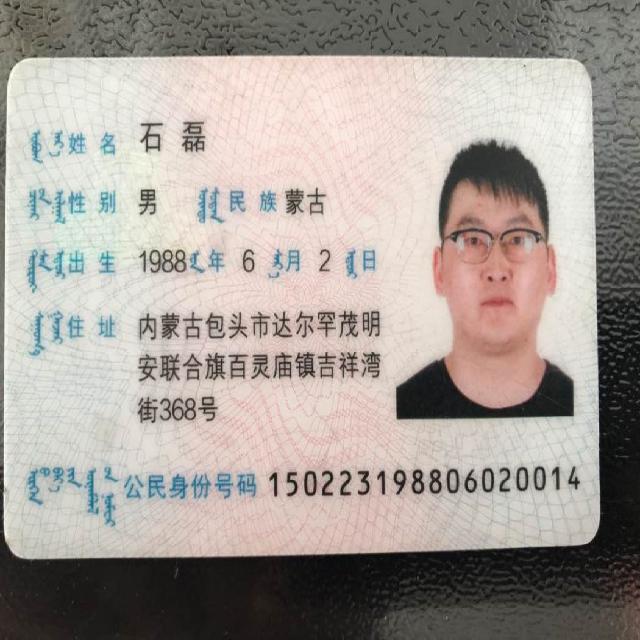 姓名 石磊
性别 男 民族 蒙古
出生 1988 年 6 月 2 日
住址 内蒙古包头市达尔罕茂明
安联合旗百灵庙镇吉祥湾
街368号
公民身份号码 150223198806020014